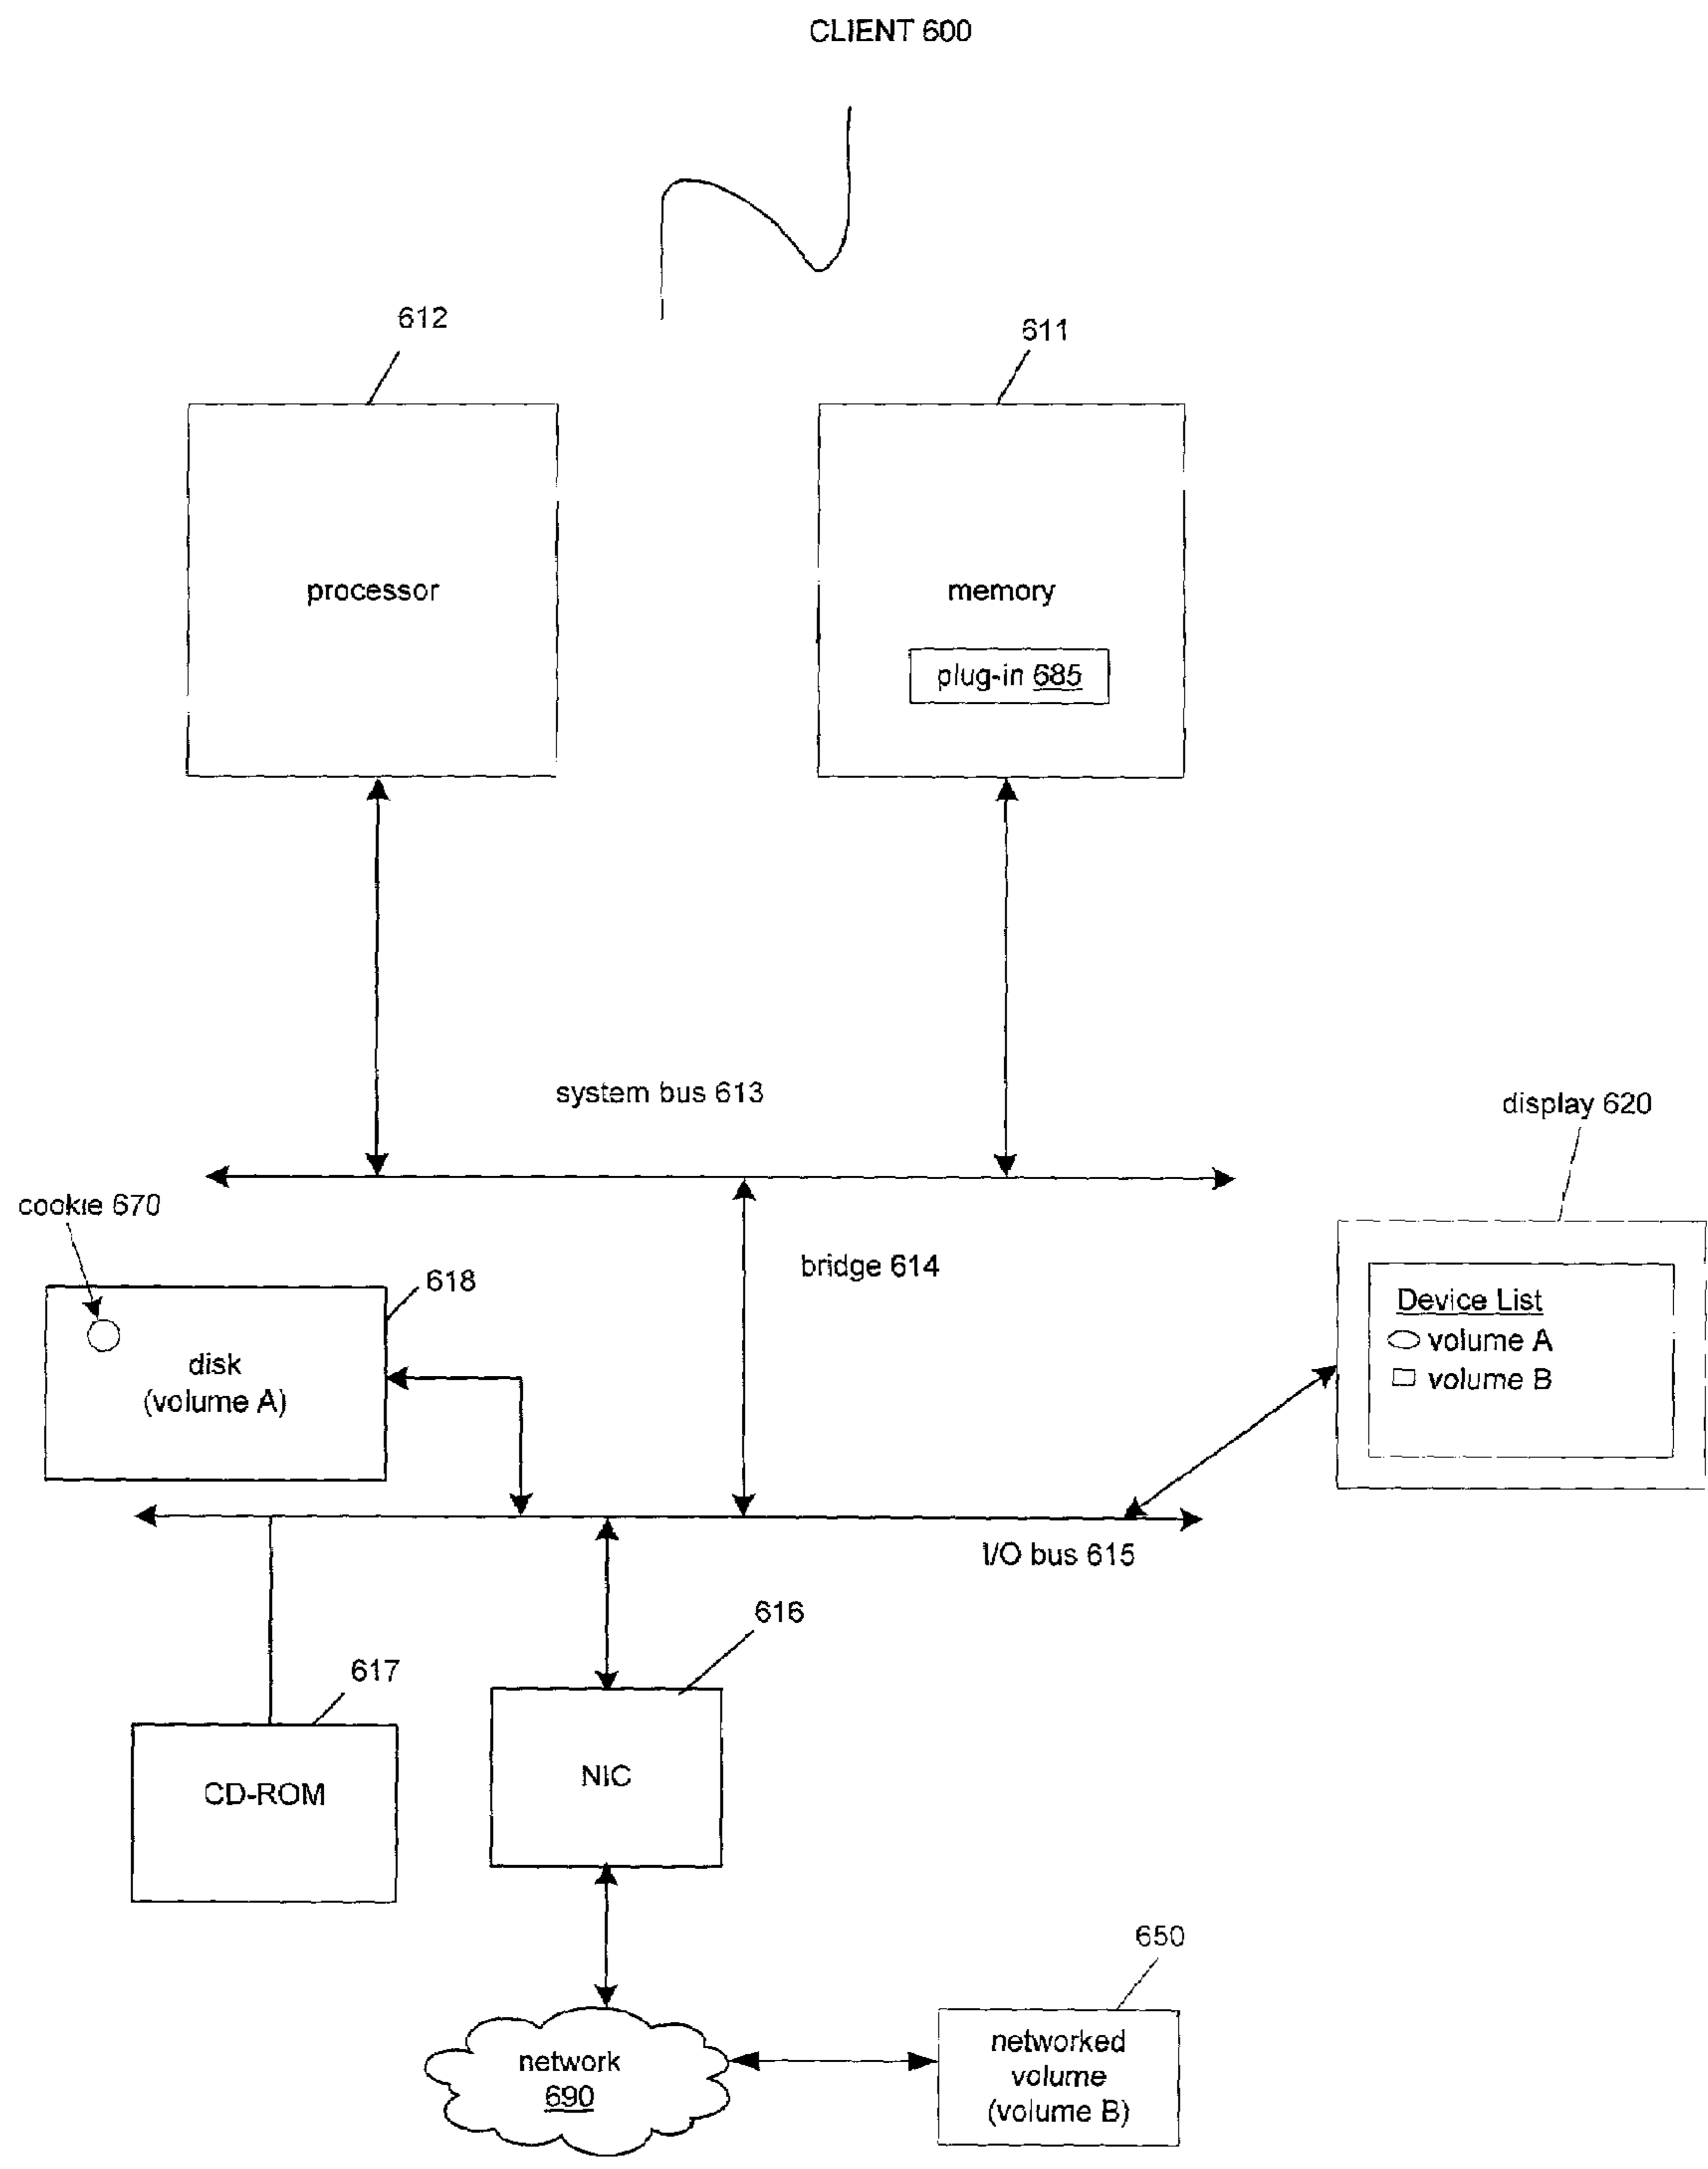 CLIENT 600
612
611
processor
memory
plug-in 685
system bus 613
display 620
cookie 670
bridge 614
618
Device List
volume A
volume B
disk
(volume A)
I/O bus 615
616
617
NIC
CD-ROM
650
networked
volume
(volume B)
network
690